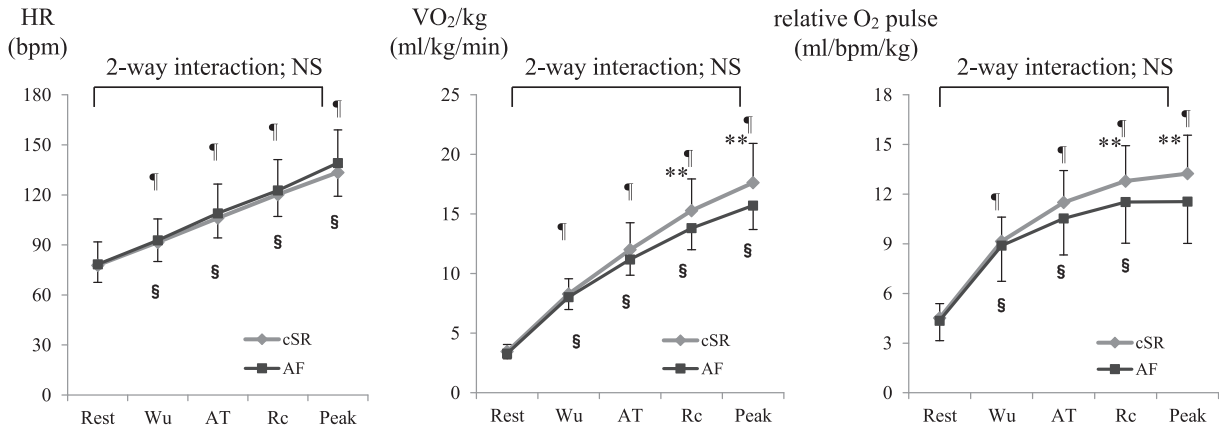 HR
(bpm)
2-way interaction; NS
180
150
120
90
60
30
0
¶
¶
¶
¶
§
§
§
§
cSR
AF
Rest Wu AT Rc Peak
VO₂/kg
(ml/kg/min)
2-way interaction; NS
25
20
15
10
5
0
¶
¶
**¶
**¶
§
§
§
§
cSR
AF
Rest Wu AT Rc Peak
relative O₂ pulse
(ml/bpm/kg)
2-way interaction; NS
18
15
12
9
6
3
0
¶
¶
**¶
**¶
§
§
§
cSR
AF
Rest Wu AT Rc Peak